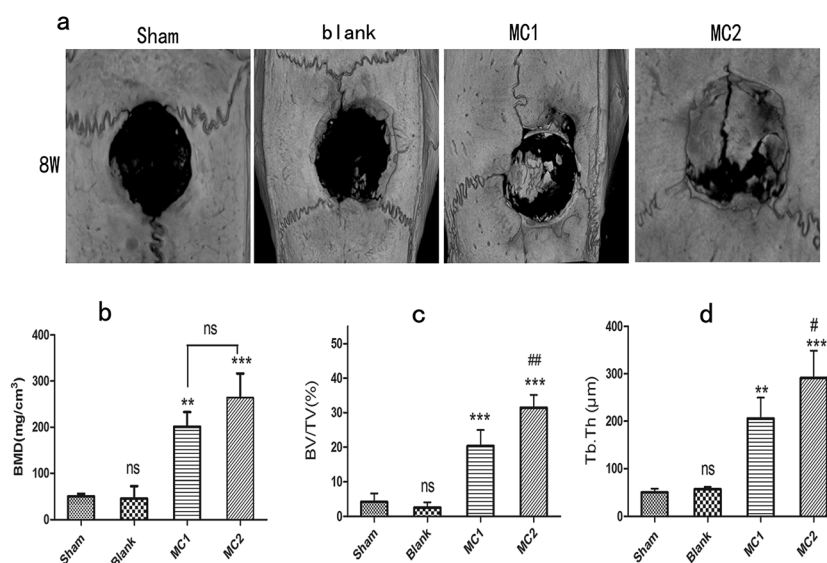 a
Sham
blank
MC1
MC2
8W
b
BMD(mg/cm³)
400
300
200
100
0
ns
ns
**
***
Sham
Blank
MC1
MC2
c
BV/TV(%)
50
40
30
20
10
0
ns
***
##
***
Sham
Blank
MC1
MC2
d
Tb.Th (μm)
400
300
200
100
0
ns
**
#
***
Sham
Blank
MC1
MC2